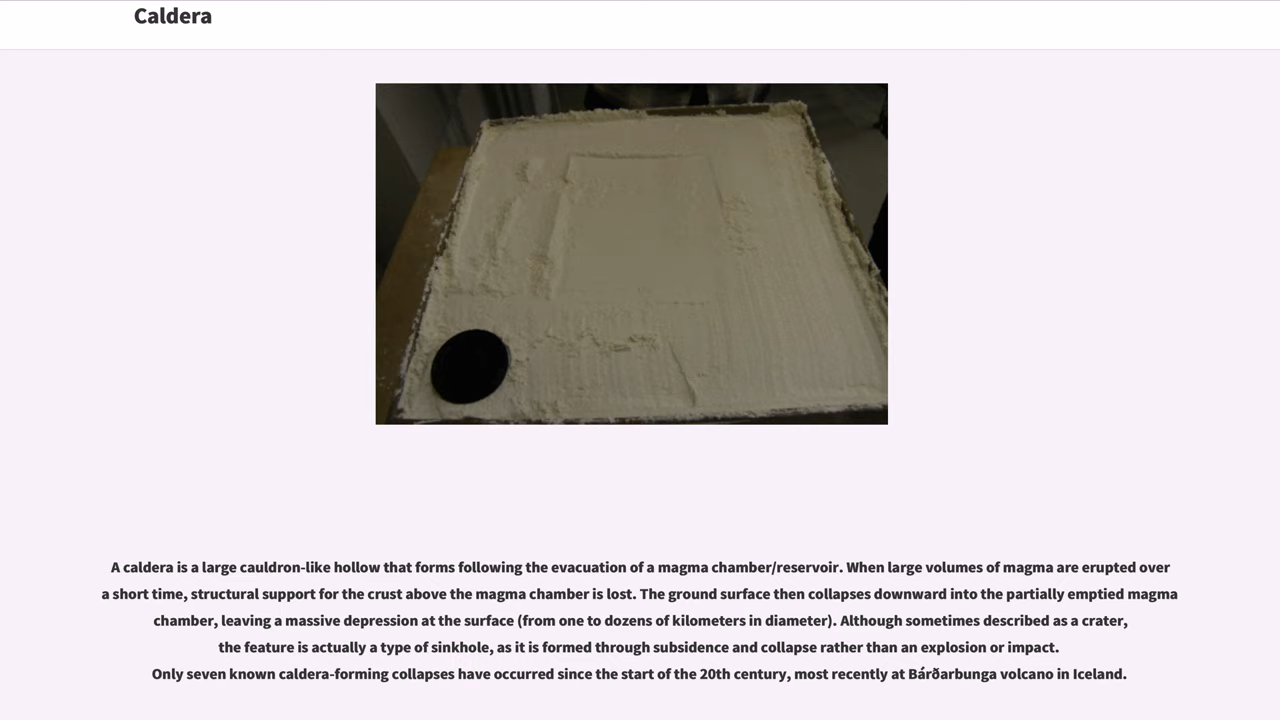 Caldera
A caldera is a large cauldron-like hollow that forms following the evacuation of a magma chamber/reservoir. When large volumes of magma are erupted over
a short time, structural support for the crust above the magma chamber is lost. The ground surface then collapses downward into the partially emptied magma
chamber, leaving a massive depression at the surface (from one to dozens of kilometers in diameter). Although sometimes described as a crater,
the feature is actually a type of sinkhole, as it is formed through subsidence and collapse rather than an explosion or impact.
Only seven known caldera-forming collapses have occurred since the start of the 20th century, most recently at Bárðarbunga volcano in Iceland.